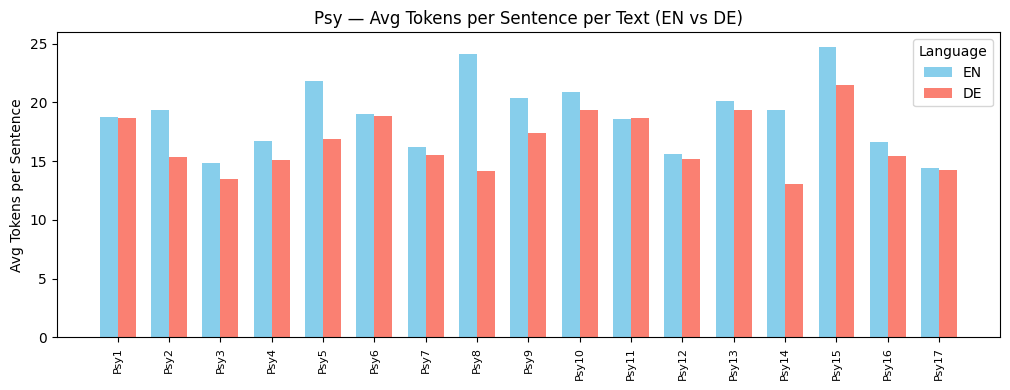 Psy — Avg Tokens per Sentence per Text (EN vs DE)
Avg Tokens per Sentence
25
20
15
10
5
0
Language
EN
DE
Psy1
Psy2
Psy3
Psy4
Psy5
Psy6
Psy7
Psy8
Psy9
Psy10
Psy11
Psy12
Psy13
Psy14
Psy15
Psy16
Psy17